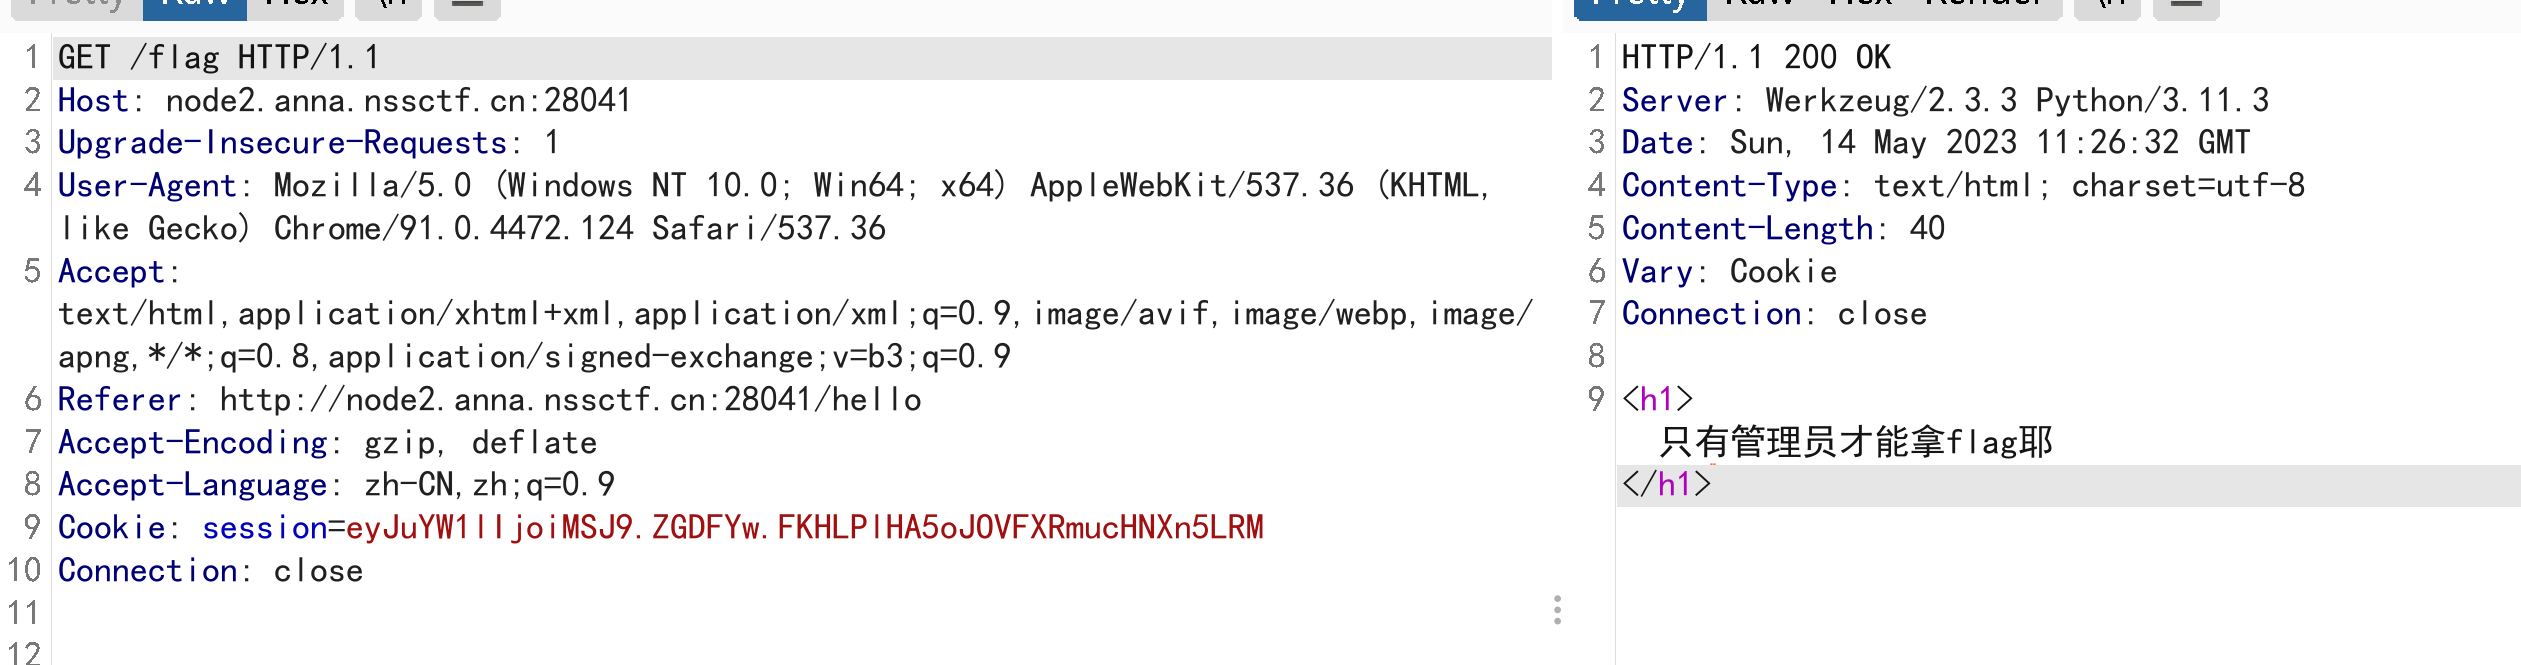 Pretty Raw Hex \n
1 GET /flag HTTP/1.1
2 Host: node2.anna.nssctf.cn:28041
3 Upgrade-Insecure-Requests: 1
4 User-Agent: Mozilla/5.0 (Windows NT 10.0; Win64; x64) AppleWebKit/537.36 (KHTML,
like Gecko) Chrome/91.0.4472.124 Safari/537.36
5 Accept:
text/html,application/xhtml+xml,application/xml;q=0.9,image/avif,image/webp,image/
apng,*/*;q=0.8,application/signed-exchange;v=b3;q=0.9
6 Referer: http://node2.anna.nssctf.cn:28041/hello
7 Accept-Encoding: gzip, deflate
8 Accept-Language: zh-CN,zh;q=0.9
9 Cookie: session=eyJuYW1lIjoiMSJ9.ZGDFYw.FKHLPlHA5oJOVFXRmucHNXn5LRM
10 Connection: close
11
12
Pretty Raw Hex Render \n
1 HTTP/1.1 200 OK
2 Server: Werkzeug/2.3.3 Python/3.11.3
3 Date: Sun, 14 May 2023 11:26:32 GMT
4 Content-Type: text/html; charset=utf-8
5 Content-Length: 40
6 Vary: Cookie
7 Connection: close
8
9 <h1>
只有管理员才能拿flag耶
</h1>